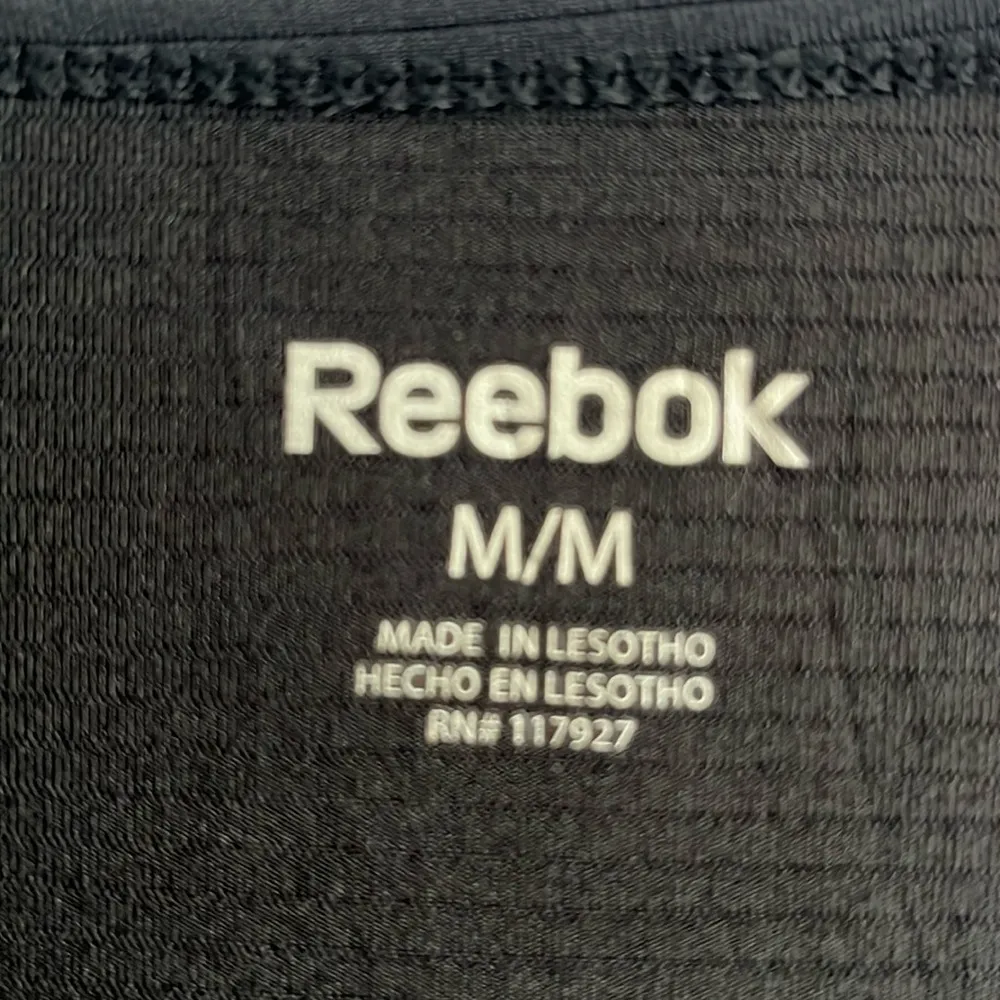 Reebok
M/M
MADE IN LESOTHO
HECHO EN LESOTHO
RN# 117927